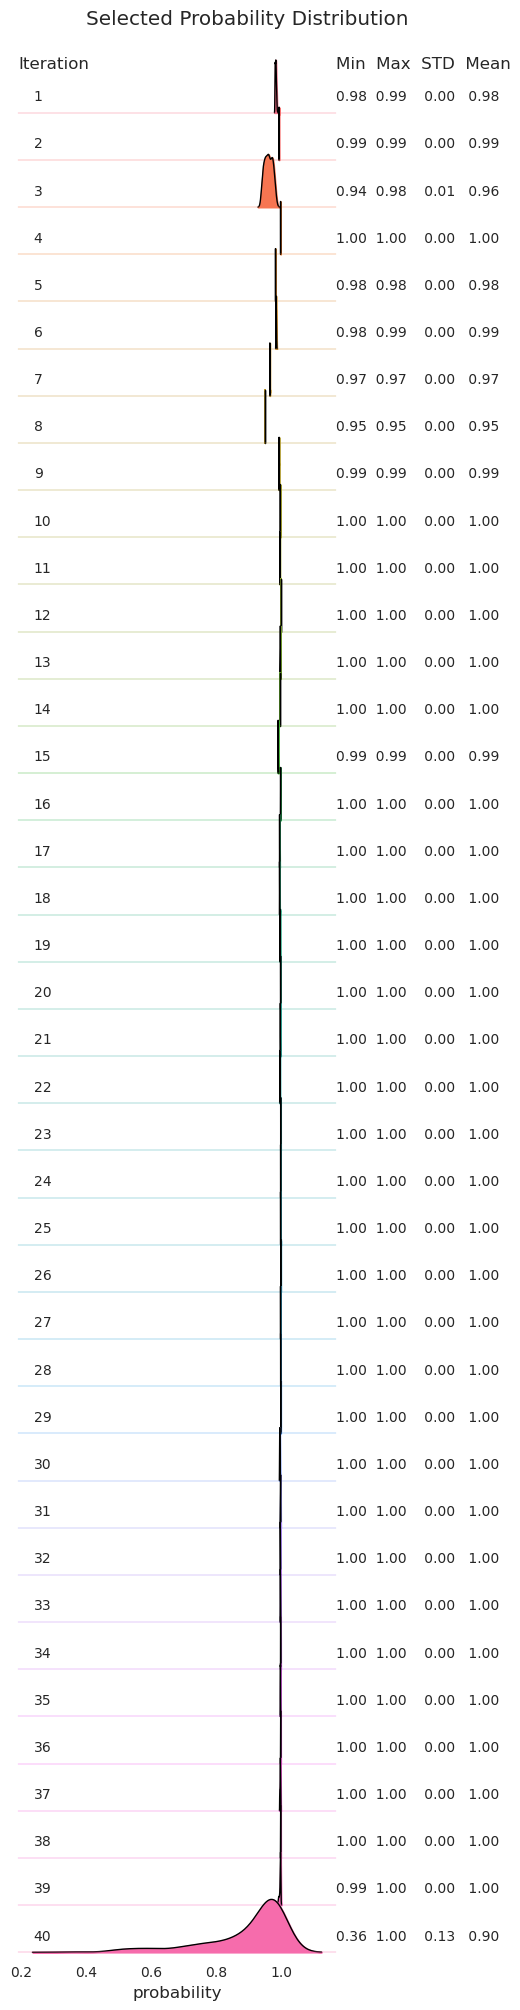 Selected Probability Distribution
Iteration Min Max STD Mean
1 0.98 0.99 0.00 0.98
2 0.99 0.99 0.00 0.99
3 0.94 0.98 0.01 0.96
4 1.00 1.00 0.00 1.00
5 0.98 0.98 0.00 0.98
6 0.98 0.99 0.00 0.99
7 0.97 0.97 0.00 0.97
8 0.95 0.95 0.00 0.95
9 0.99 0.99 0.00 0.99
10 1.00 1.00 0.00 1.00
11 1.00 1.00 0.00 1.00
12 1.00 1.00 0.00 1.00
13 1.00 1.00 0.00 1.00
14 1.00 1.00 0.00 1.00
15 0.99 0.99 0.00 0.99
16 1.00 1.00 0.00 1.00
17 1.00 1.00 0.00 1.00
18 1.00 1.00 0.00 1.00
19 1.00 1.00 0.00 1.00
20 1.00 1.00 0.00 1.00
21 1.00 1.00 0.00 1.00
22 1.00 1.00 0.00 1.00
23 1.00 1.00 0.00 1.00
24 1.00 1.00 0.00 1.00
25 1.00 1.00 0.00 1.00
26 1.00 1.00 0.00 1.00
27 1.00 1.00 0.00 1.00
28 1.00 1.00 0.00 1.00
29 1.00 1.00 0.00 1.00
30 1.00 1.00 0.00 1.00
31 1.00 1.00 0.00 1.00
32 1.00 1.00 0.00 1.00
33 1.00 1.00 0.00 1.00
34 1.00 1.00 0.00 1.00
35 1.00 1.00 0.00 1.00
36 1.00 1.00 0.00 1.00
37 1.00 1.00 0.00 1.00
38 1.00 1.00 0.00 1.00
39 0.99 1.00 0.00 1.00
40 0.36 1.00 0.13 0.90
0.2 0.4 0.6 0.8 1.0
probability